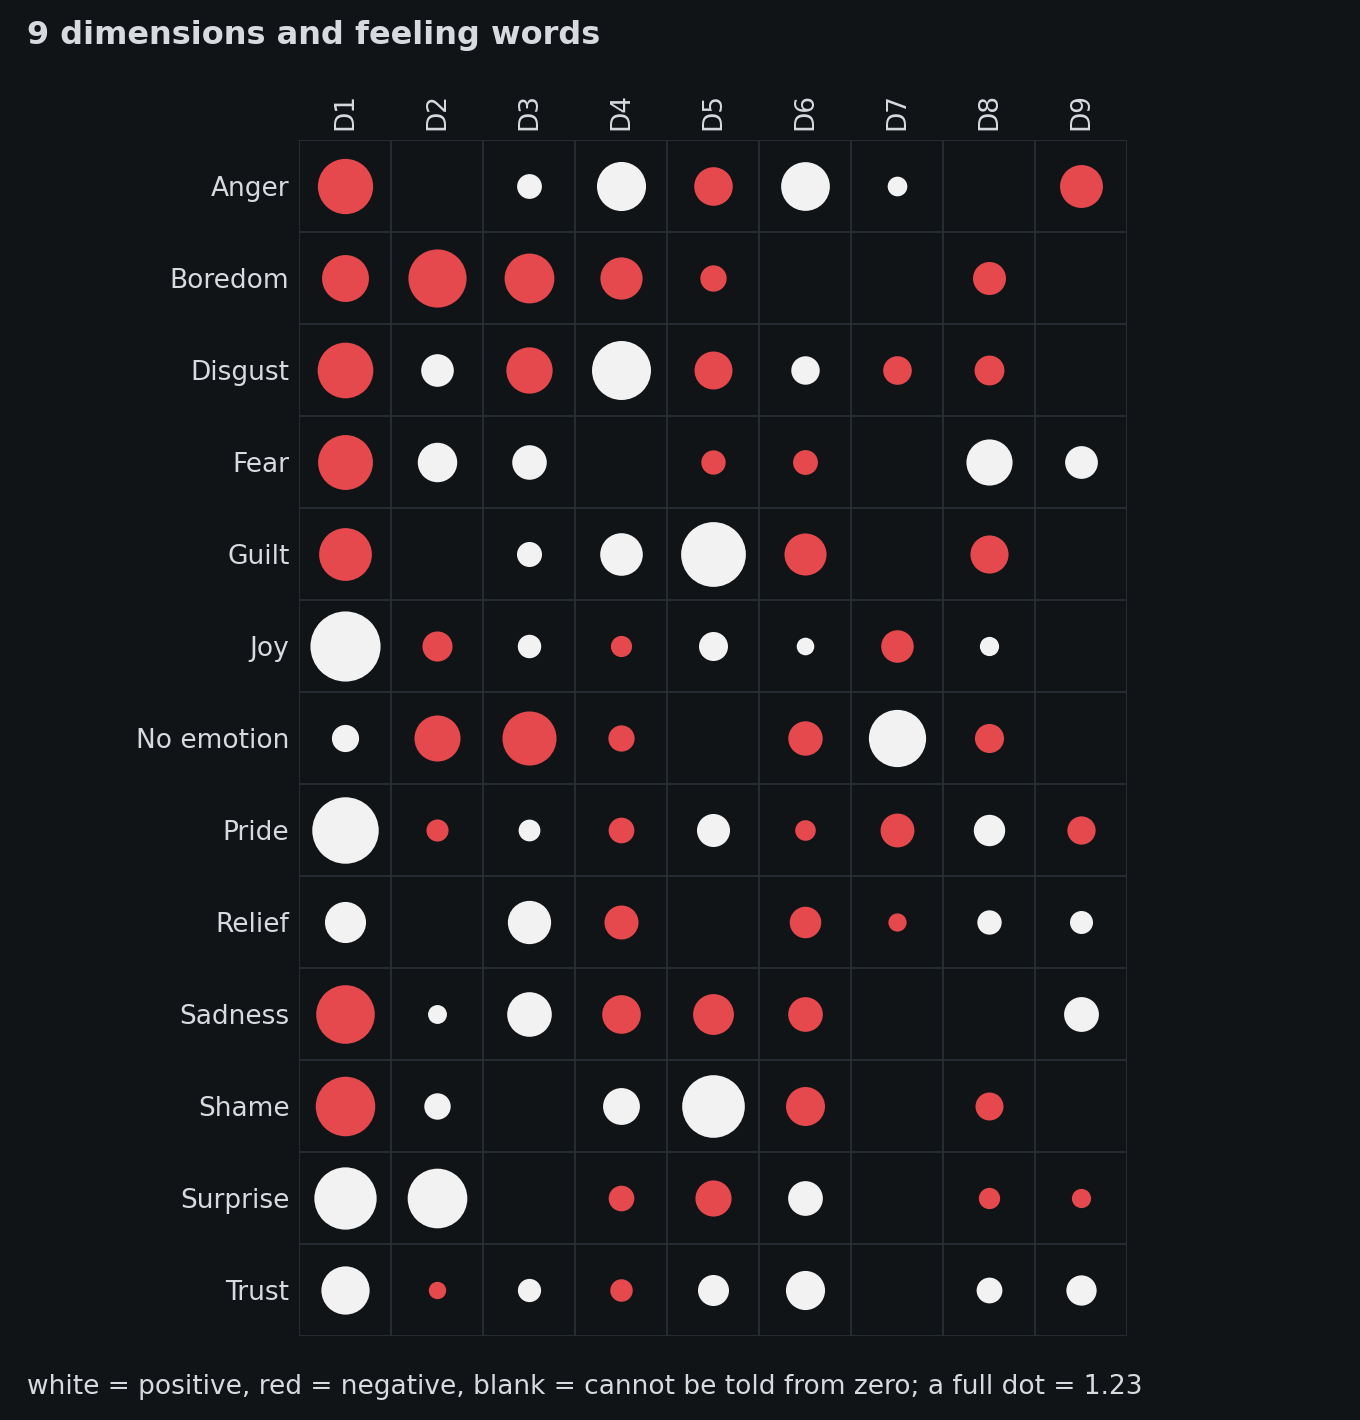 9 dimensions and feeling words
D1 D2 D3 D4 D5 D6 D7 D8 D9
Anger
Boredom
Disgust
Fear
Guilt
Joy
No emotion
Pride
Relief
Sadness
Shame
Surprise
Trust
white = positive, red = negative, blank = cannot be told from zero; a full dot = 1.23